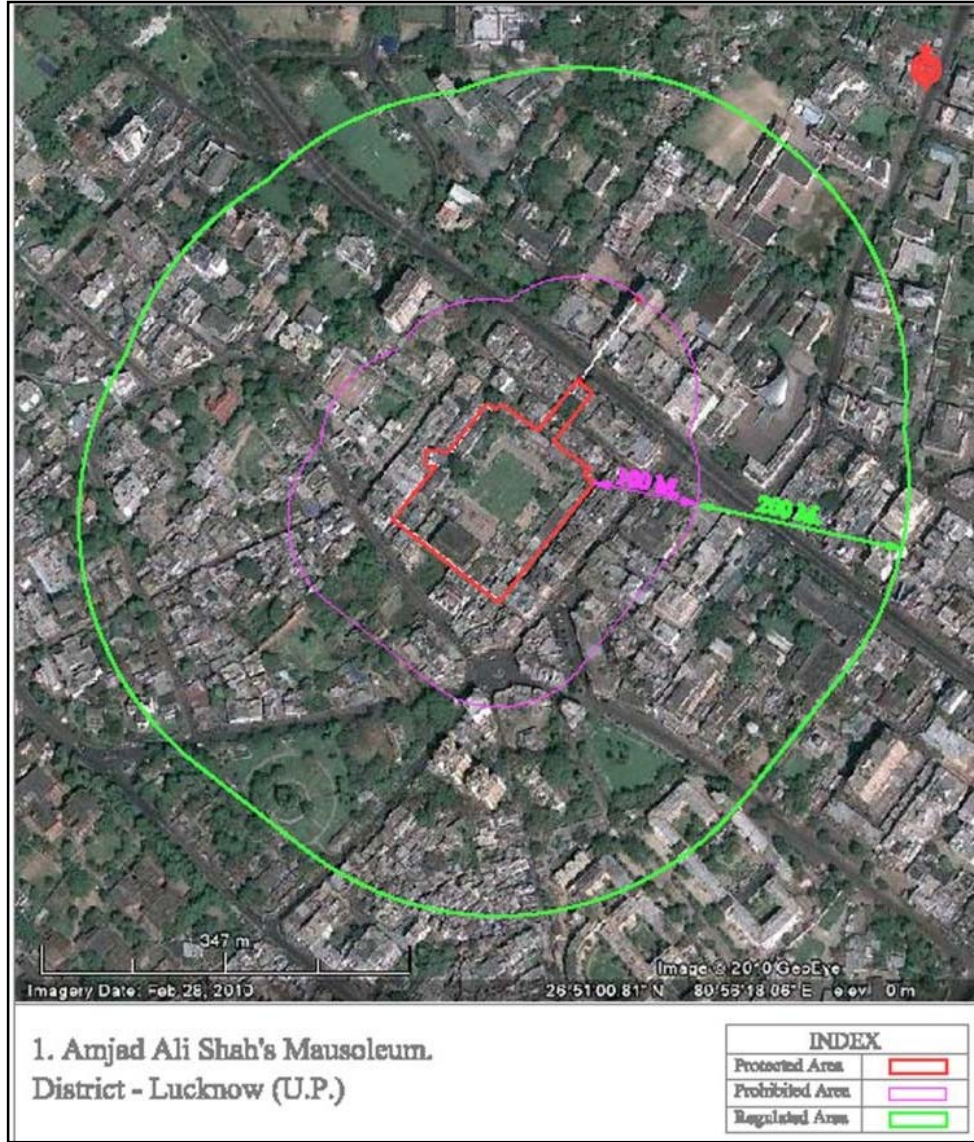 100 M.
200 M.
347 m
Image © 2010 GeoEye
Imagery Date: Feb 28, 2010
26°51'00.81" N 80°56'18.06" E elev 0 m
1. Amjad Ali Shah's Mausoleum.
District - Lucknow (U.P.)
INDEX
Protected Area
Prohibited Area
Regulated Area